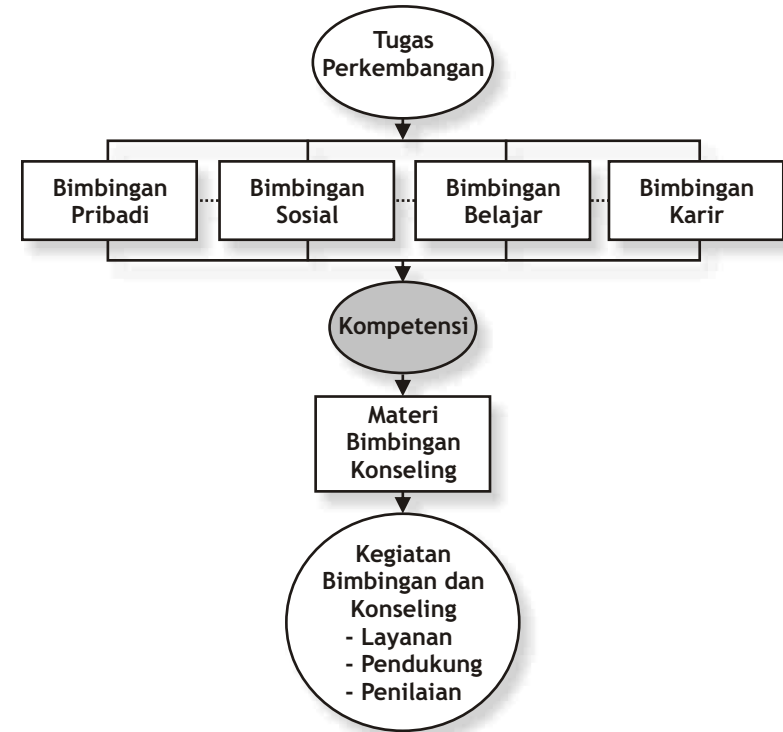 Tugas
Perkembangan
Bimbingan
Pribadi
Bimbingan
Sosial
Bimbingan
Belajar
Bimbingan
Karir
Kompetensi
Materi
Bimbingan
Konseling
Kegiatan
Bimbingan dan
Konseling
- Layanan
- Pendukung
- Penilaian